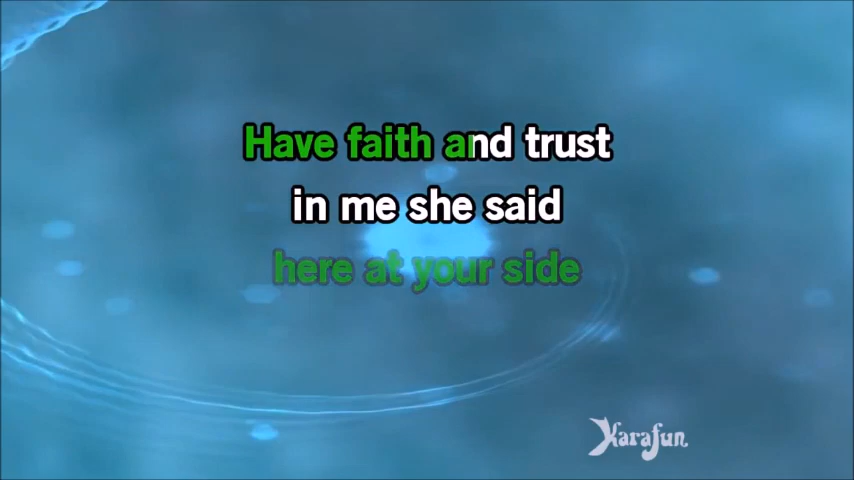 Have faith and trust
in me she said
here at your side
Karafun